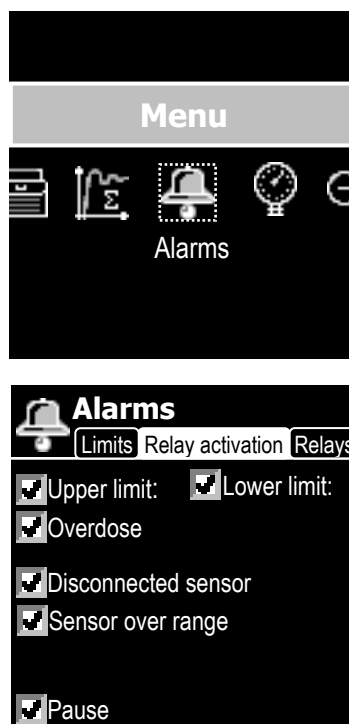 Menu
Σ
Alarms
Alarms
Limits Relay activation Relays
Upper limit: Lower limit:
Overdose
Disconnected sensor
Sensor over range
Pause